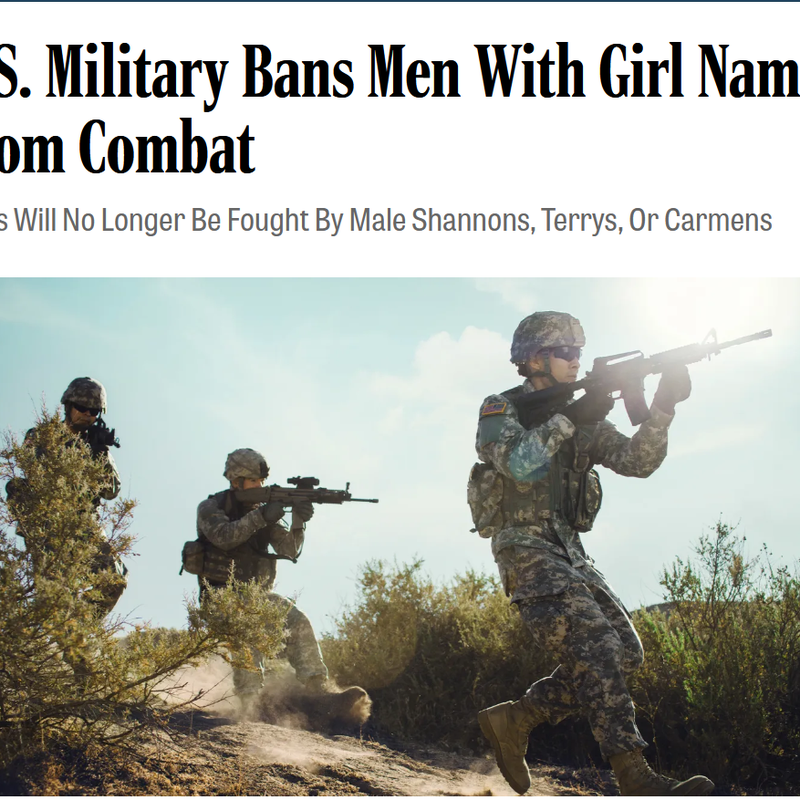 S. Military Bans Men With Girl Nam
om Combat
s Will No Longer Be Fought By Male Shannons, Terrys, Or Carmens